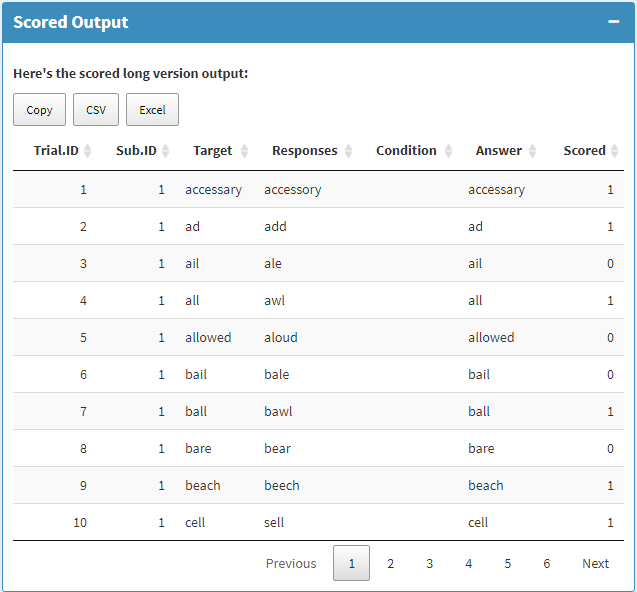 Scored Output
Here's the scored long version output:
Copy CSV Excel
Trial.ID Sub.ID Target Responses Condition Answer Scored
1 1 accessary accessory accessary 1
2 1 ad add ad 1
3 1 ail ale ail 0
4 1 all awl all 1
5 1 allowed aloud allowed 0
6 1 bail bale bail 0
7 1 ball bawl ball 1
8 1 bare bear bare 0
9 1 beach beech beach 1
10 1 cell sell cell 1
Previous 1 2 3 4 5 6 Next